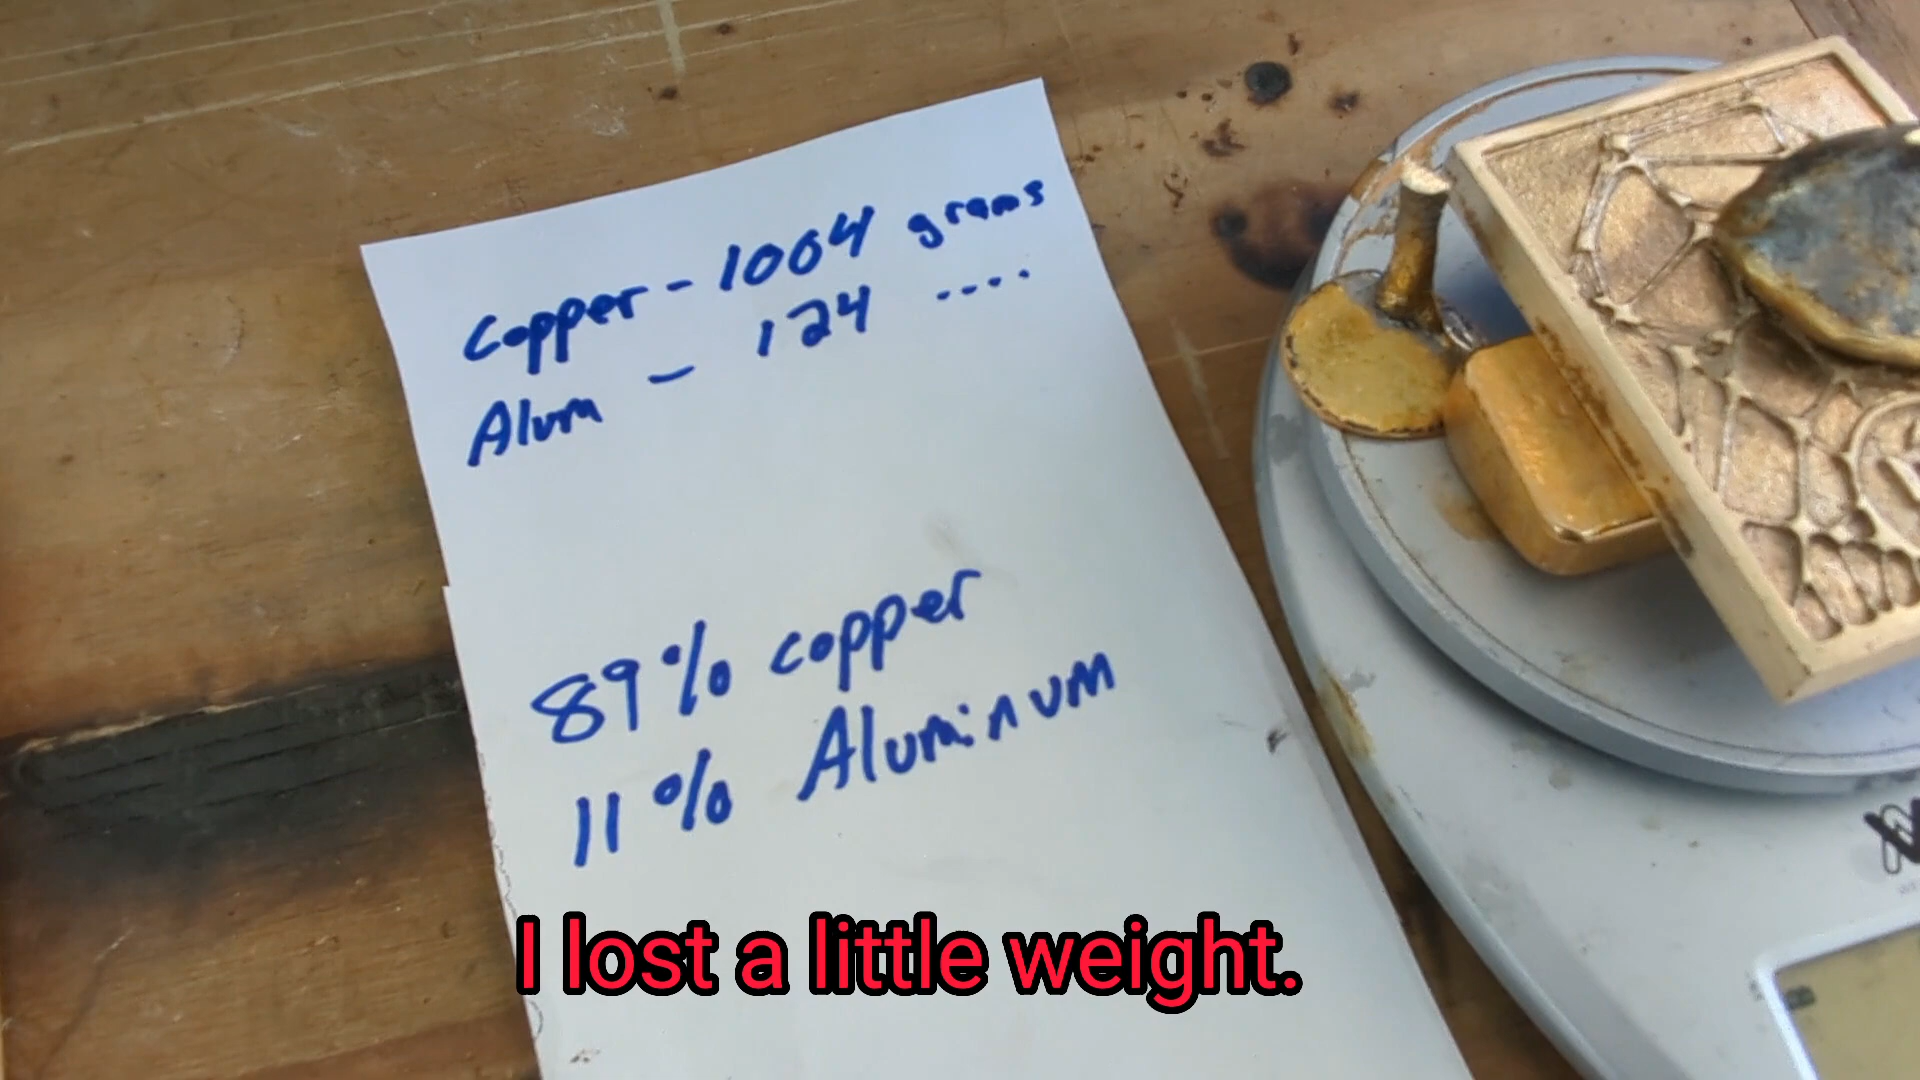 Copper - 1004 grams
Alum - 124 ....
89% copper
11% Aluminum
I lost a little weight.